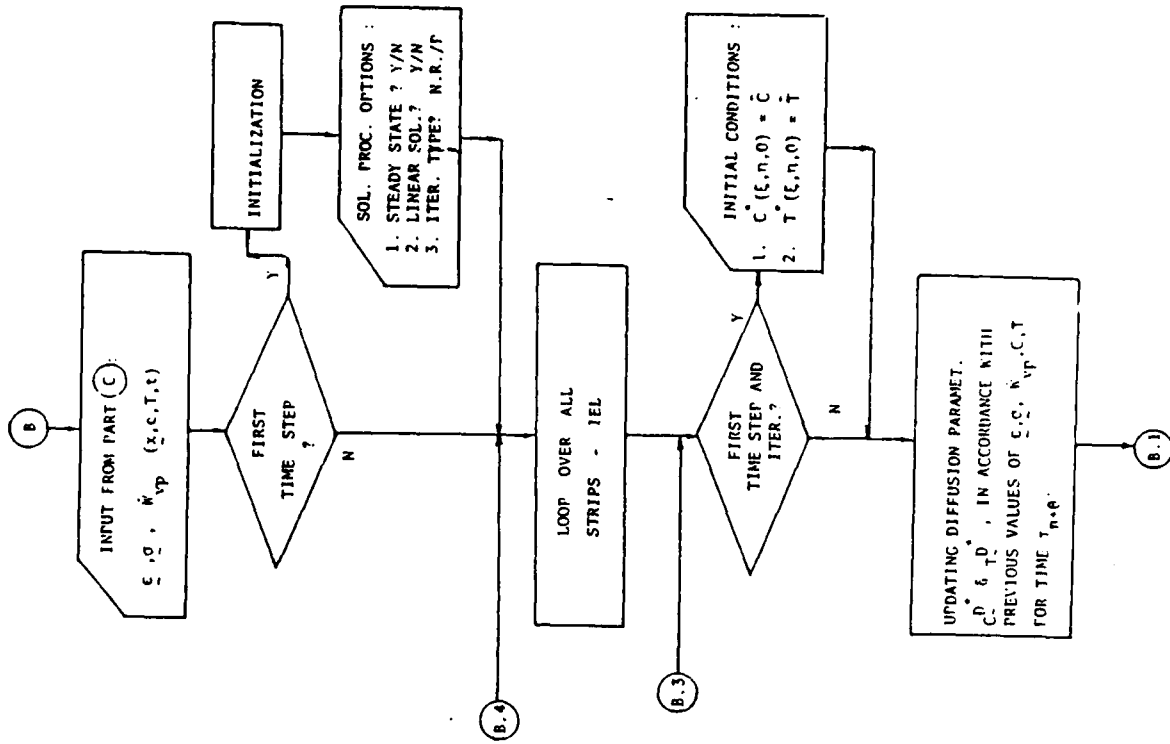 B
INPUT FROM PART (C):
ε, σ, Ẇvp (x,c,T,t)
FIRST
TIME STEP
?
Y
N
INITIALIZATION
SOL. PROC. OPTIONS :
1. STEADY STATE ? Y/N
2. LINEAR SOL.? Y/N
3. ITER. TYPE? N.R./
B.4
LOOP OVER ALL
STRIPS - IEL
B.3
FIRST
TIME STEP AND
ITER.?
Y
N
INITIAL CONDITIONS :
1. C*(ξ,η,0) = C
2. T*(ξ,η,0) = T
UPDATING DIFFUSION PARAMET.
CD* & TD*, IN ACCORDANCE WITH
PREVIOUS VALUES OF Ẇvp,C,T
FOR TIME
B.1